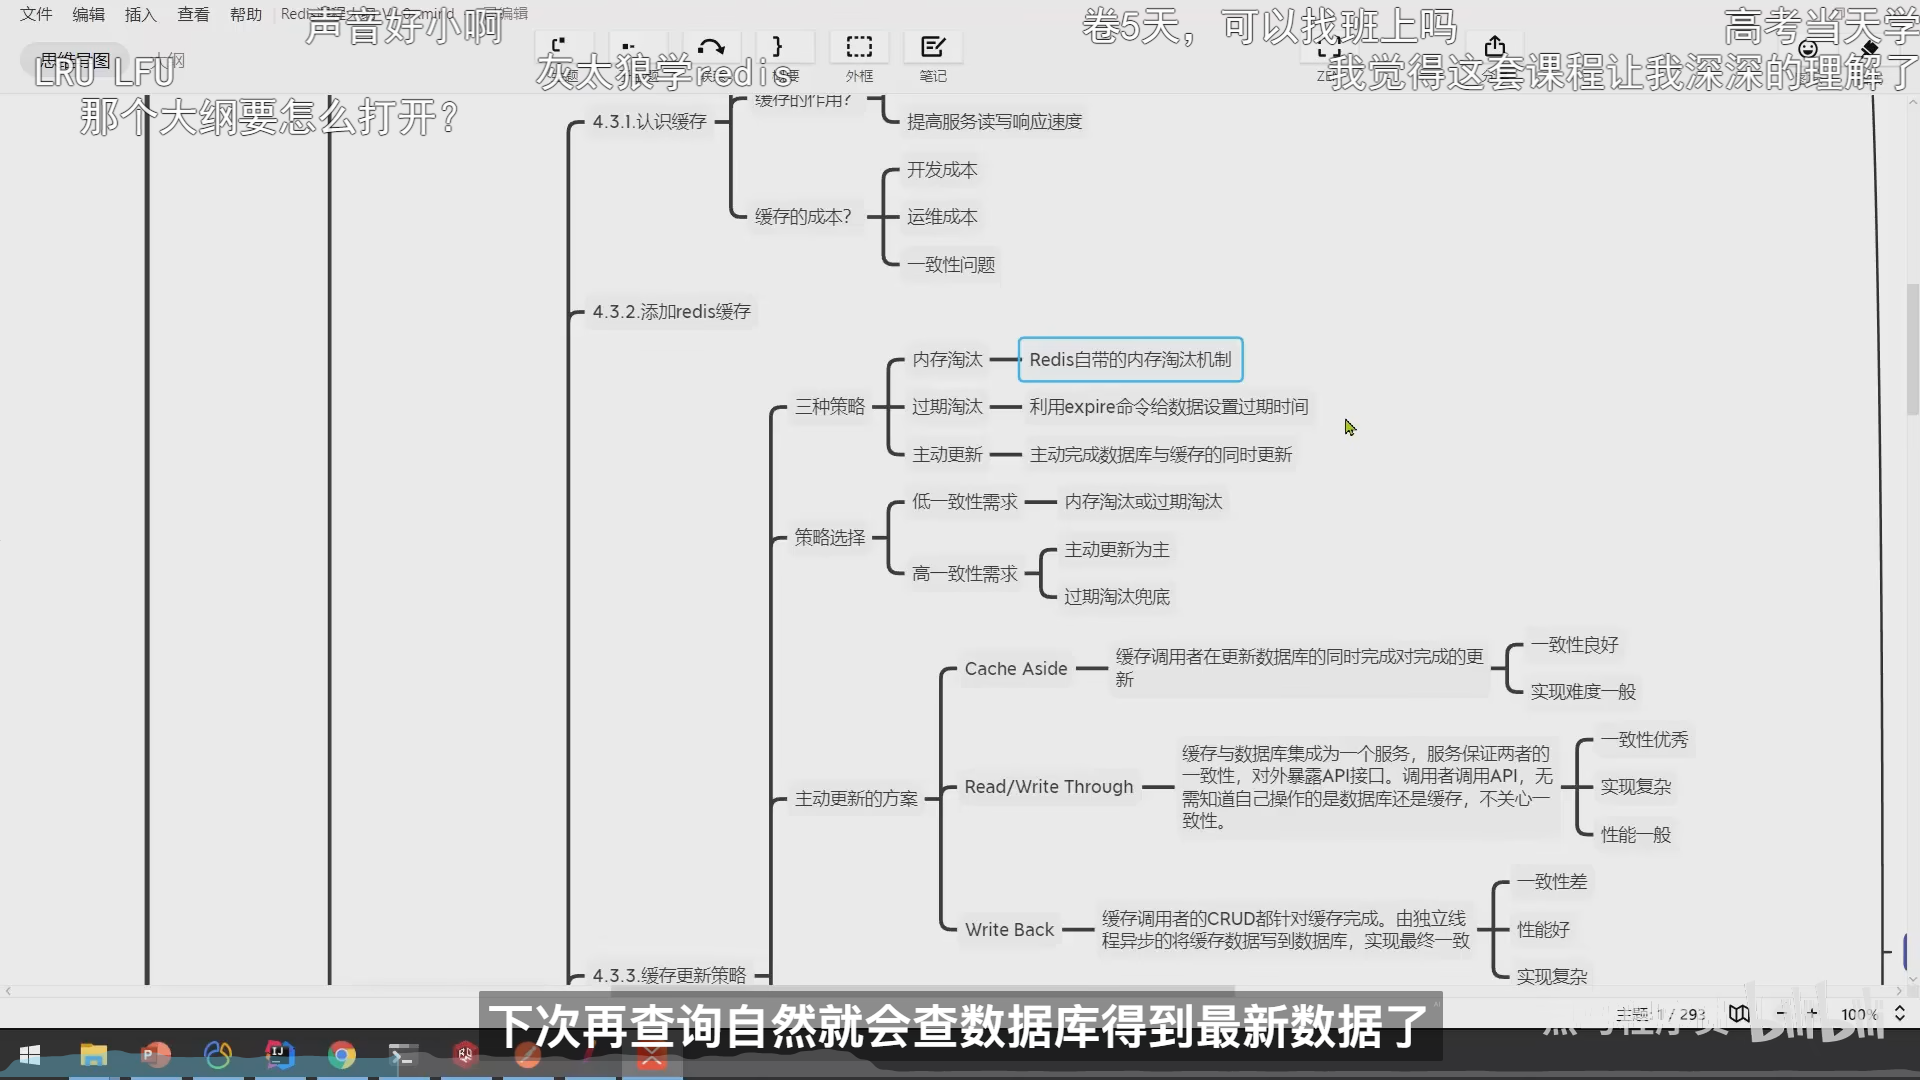 文件 编辑 插入 查看 帮助
声音好小啊
卷5天，可以找班上吗
高考当天学
思维导图
LRU LFU
灰太狼学redis
外框
笔记
我觉得这套课程让我深深的理解了
那个大纲要怎么打开？
缓存的作用？
4.3.1.认识缓存
提高服务读写响应速度
开发成本
缓存的成本？
运维成本
一致性问题
4.3.2.添加redis缓存
内存淘汰
Redis自带的内存淘汰机制
三种策略
过期淘汰
利用expire命令给数据设置过期时间
主动更新
主动完成数据库与缓存的同时更新
低一致性需求
内存淘汰或过期淘汰
策略选择
高一致性需求
主动更新为主
过期淘汰兜底
Cache Aside
缓存调用者在更新数据库的同时完成对完成的更
新
一致性良好
实现难度一般
主动更新的方案
Read/Write Through
缓存与数据库集成为一个服务，服务保证两者的
一致性，对外暴露API接口。调用者调用API，无
需知道自己操作的是数据库还是缓存，不关心一
致性。
一致性优秀
实现复杂
性能一般
Write Back
缓存调用者的CRUD都针对缓存完成。由独立线
程异步的将缓存数据写到数据库，实现最终一致
一致性差
性能好
实现复杂
4.3.3.缓存更新策略
下次再查询自然就会查数据库得到最新数据了
100%
bilibili